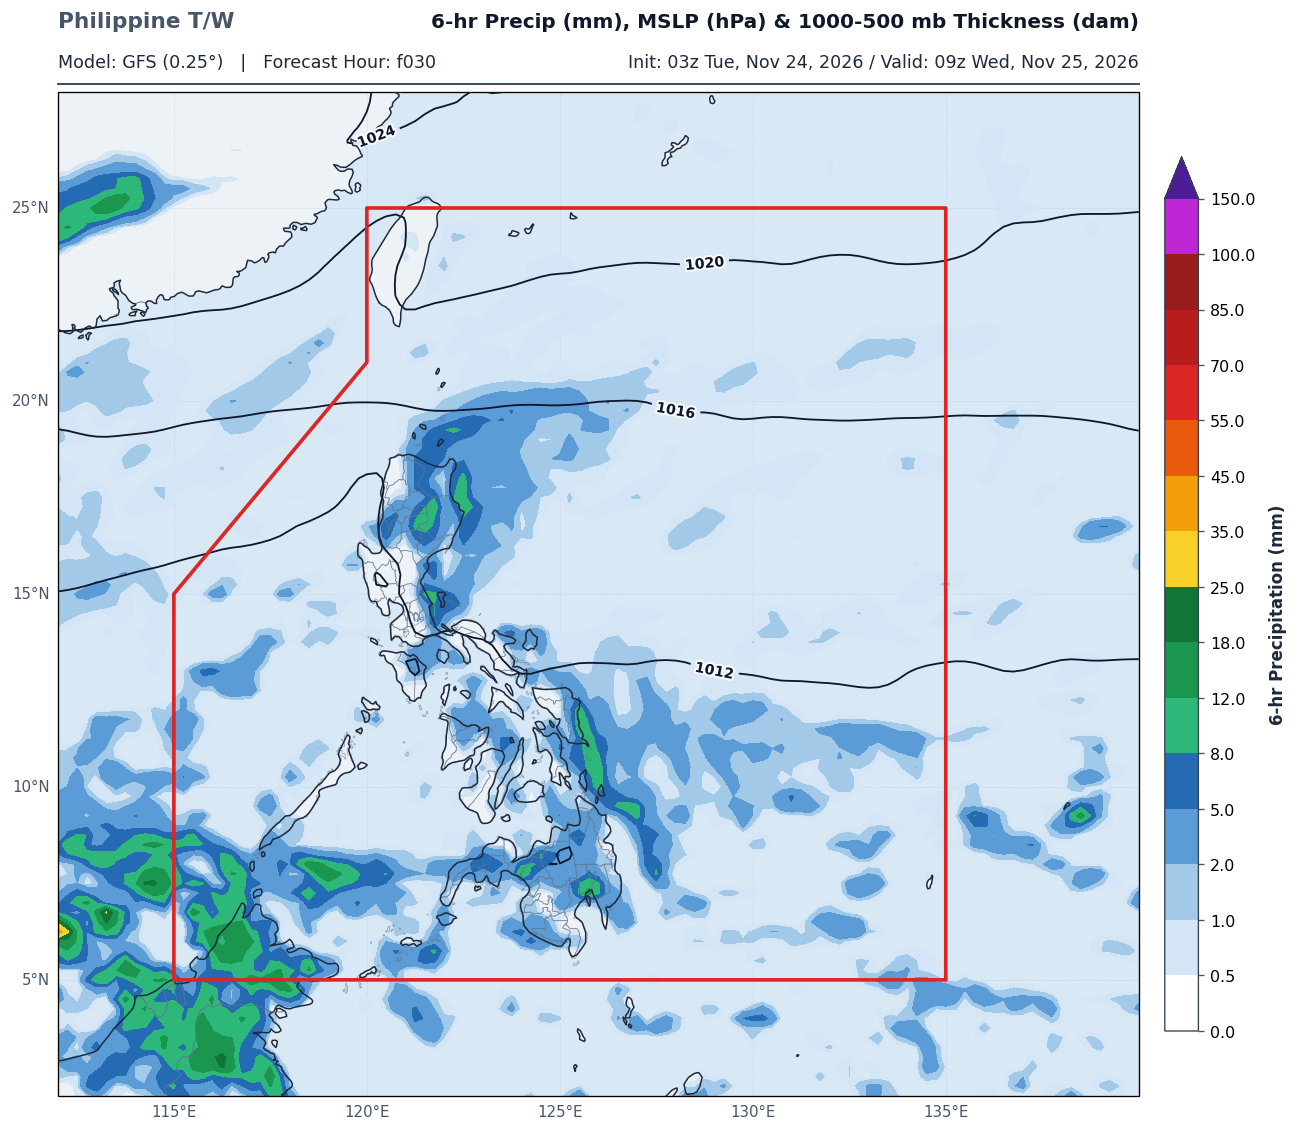 Philippine T/W
6-hr Precip (mm), MSLP (hPa) & 1000-500 mb Thickness (dam)
Model: GFS (0.25°)   |   Forecast Hour: f030
Init: 03z Tue, Nov 24, 2026 / Valid: 09z Wed, Nov 25, 2026
1024
1020
1016
1012
25°N
20°N
15°N
10°N
5°N
115°E
120°E
125°E
130°E
135°E
150.0
100.0
85.0
70.0
55.0
45.0
35.0
25.0
18.0
12.0
8.0
5.0
2.0
1.0
0.5
0.0
6-hr Precipitation (mm)